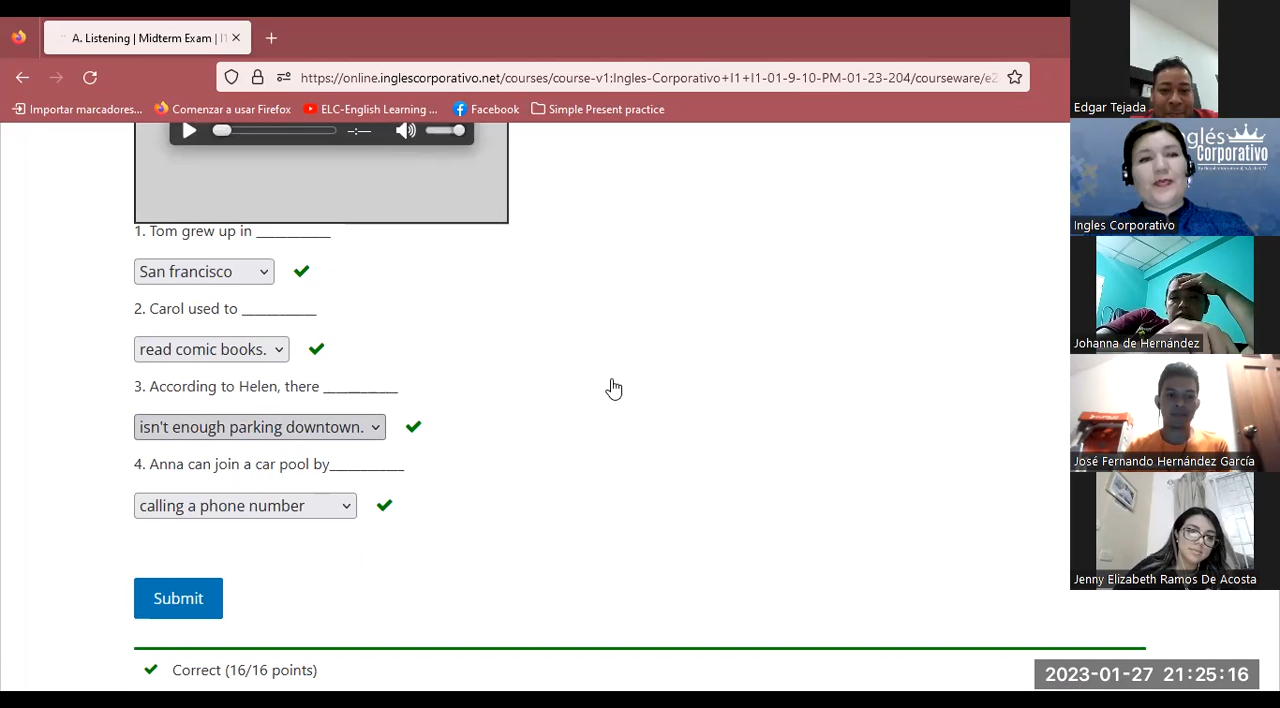 A. Listening | Midterm Exam | I1
https://online.inglescorporativo.net/courses/course-v1:Ingles-Corporativo+I1+I1-01-9-10-PM-01-23-204/courseware/e2
Importar marcadores... Comenzar a usar Firefox ELC-English Learning ... Facebook Simple Present practice
1. Tom grew up in ___________
San francisco
2. Carol used to ___________
read comic books.
3. According to Helen, there ___________
isn't enough parking downtown.
4. Anna can join a car pool by___________
calling a phone number
Submit
Correct (16/16 points)
Edgar Tejada
Inglés
Corporativo
Ingles Corporativo
Johanna de Hernández
José Fernando Hernández García
Jenny Elizabeth Ramos De Acosta
2023-01-27 21:25:16